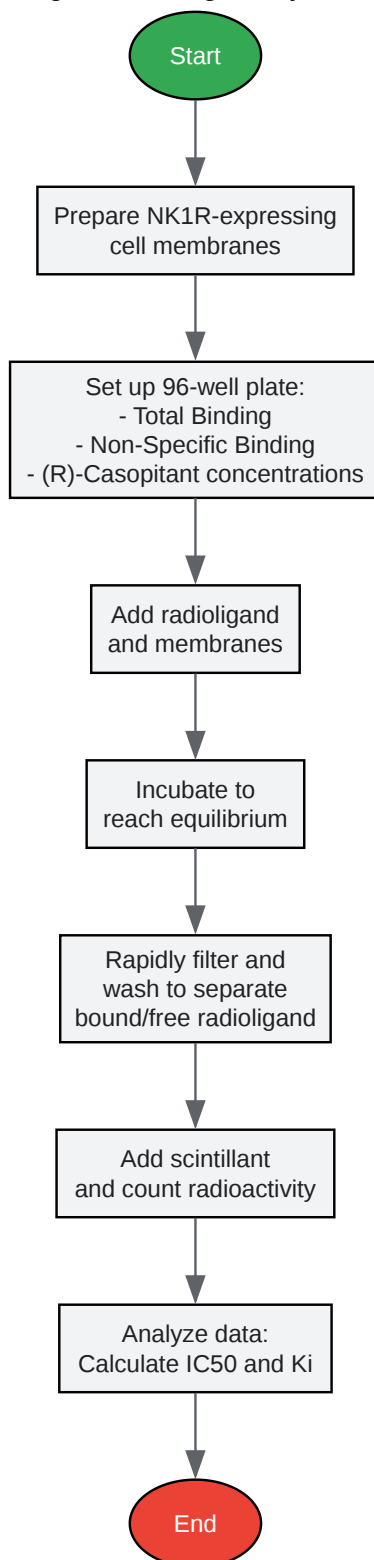 Start
Prepare NK1R-expressing
cell membranes
Set up 96-well plate:
- Total Binding
- Non-Specific Binding
- (R)-Casopitant concentrations
Add radioligand
and membranes
Incubate to
reach equilibrium
Rapidly filter and
wash to separate
bound/free radioligand
Add scintillant
and count radioactivity
Analyze data:
Calculate IC50 and Ki
End